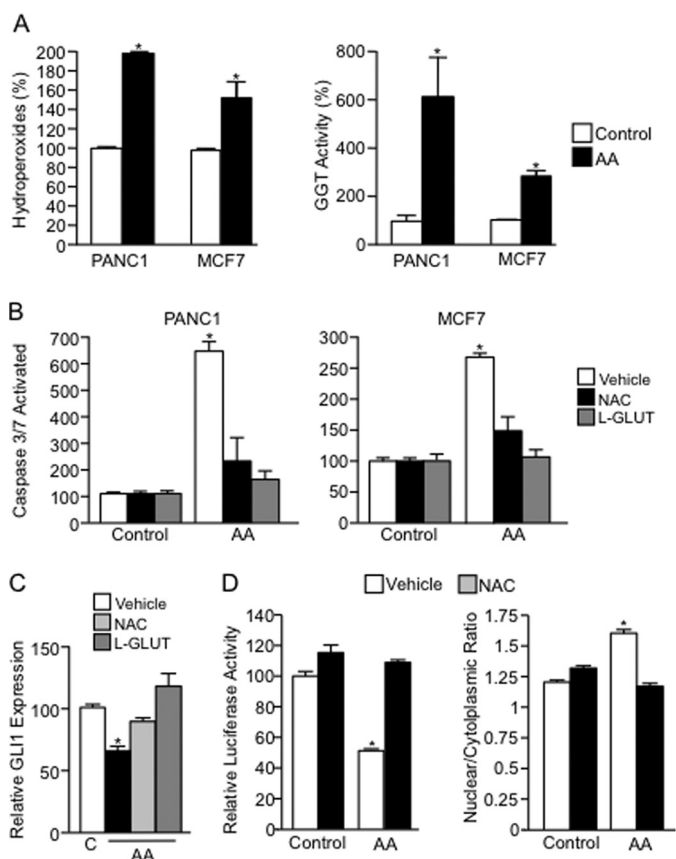 A
Hydroperoxides (%)
200
180
160
140
120
100
80
60
40
20
0
*
*
PANC1
MCF7
GGT Activity (%)
800
600
400
200
0
*
*
PANC1
MCF7
Control
AA
B
PANC1
Caspase 3/7 Activated
700
600
500
400
300
200
100
0
*
Control
AA
MCF7
300
250
200
150
100
50
0
*
Control
AA
Vehicle
NAC
L-GLUT
C
Vehicle
NAC
L-GLUT
Relative GLI1 Expression
150
100
50
0
*
C
AA
D
Vehicle
NAC
Relative Luciferase Activity
140
120
100
80
60
40
20
0
*
Control
AA
Nuclear/Cytolplasmic Ratio
1.75
1.5
1.25
1
0.75
0.5
0.25
0
*
Control
AA